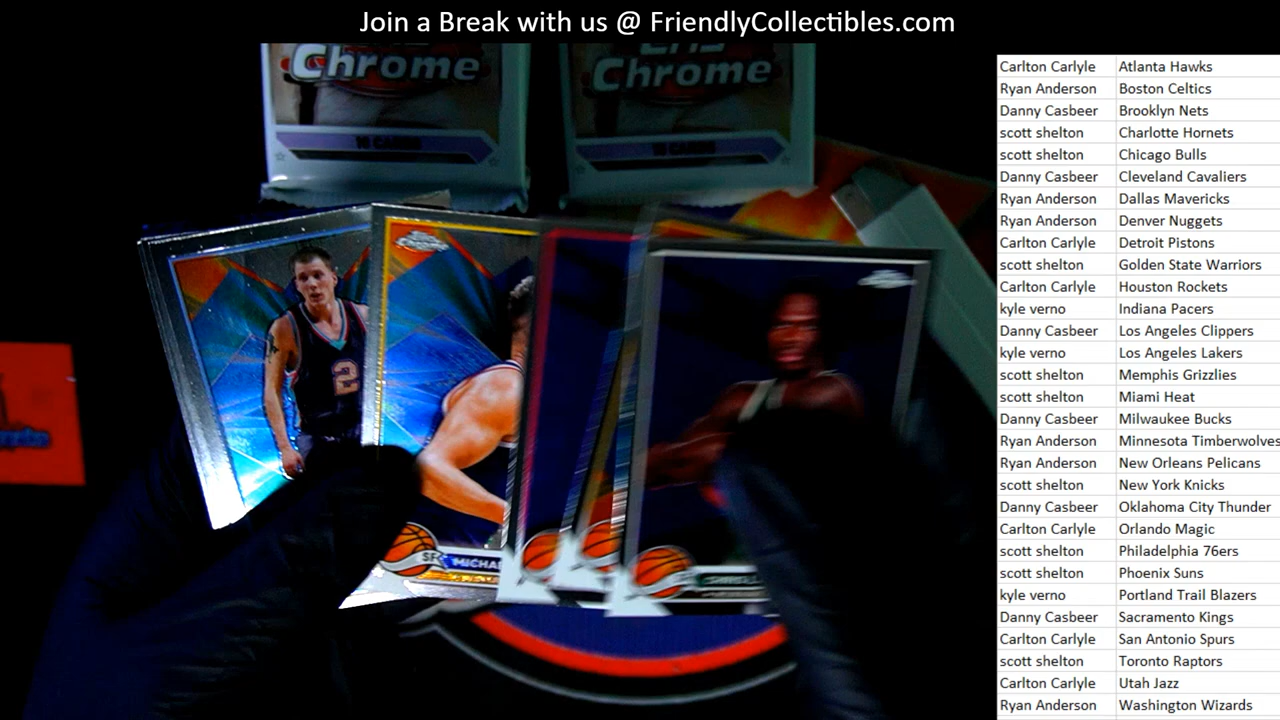 Join a Break with us @ FriendlyCollectibles.com
Chrome
Chrome
Carlton Carlyle Atlanta Hawks
Ryan Anderson Boston Celtics
Danny Casbeer Brooklyn Nets
scott shelton Charlotte Hornets
scott shelton Chicago Bulls
Danny Casbeer Cleveland Cavaliers
Ryan Anderson Dallas Mavericks
Ryan Anderson Denver Nuggets
Carlton Carlyle Detroit Pistons
scott shelton Golden State Warriors
Carlton Carlyle Houston Rockets
kyle verno Indiana Pacers
Danny Casbeer Los Angeles Clippers
kyle verno Los Angeles Lakers
scott shelton Memphis Grizzlies
scott shelton Miami Heat
Danny Casbeer Milwaukee Bucks
Ryan Anderson Minnesota Timberwolves
Ryan Anderson New Orleans Pelicans
scott shelton New York Knicks
Danny Casbeer Oklahoma City Thunder
Carlton Carlyle Orlando Magic
scott shelton Philadelphia 76ers
scott shelton Phoenix Suns
kyle verno Portland Trail Blazers
Danny Casbeer Sacramento Kings
Carlton Carlyle San Antonio Spurs
scott shelton Toronto Raptors
Carlton Carlyle Utah Jazz
Ryan Anderson Washington Wizards
2
SF MICHA